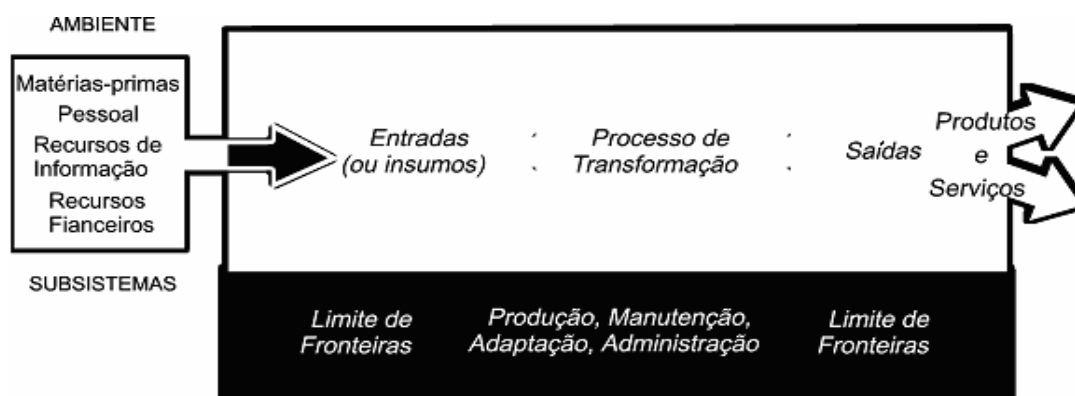 AMBIENTE
Matérias-primas
Pessoal
Recursos de
Informação
Recursos
Fianceiros
SUBSISTEMAS
Entradas
(ou insumos)
Processo de
Transformação
Saídas
Produtos
e
Serviços
Limite de
Fronteiras
Produção, Manutenção,
Adaptação, Administração
Limite de
Fronteiras